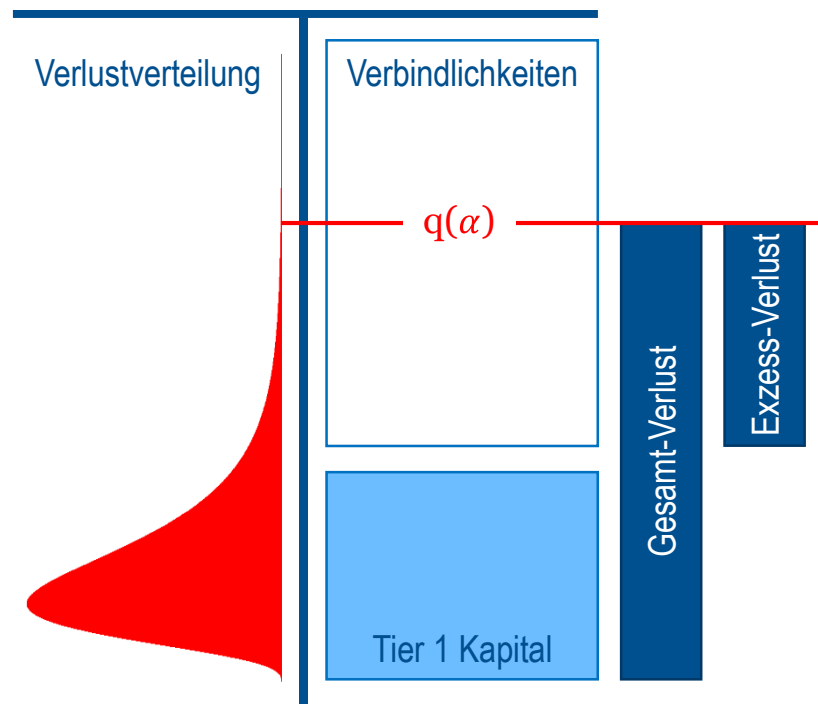 Verlustverteilung
Verbindlichkeiten
q(α)
Gesamt-Verlust
Exzess-Verlust
Tier 1 Kapital